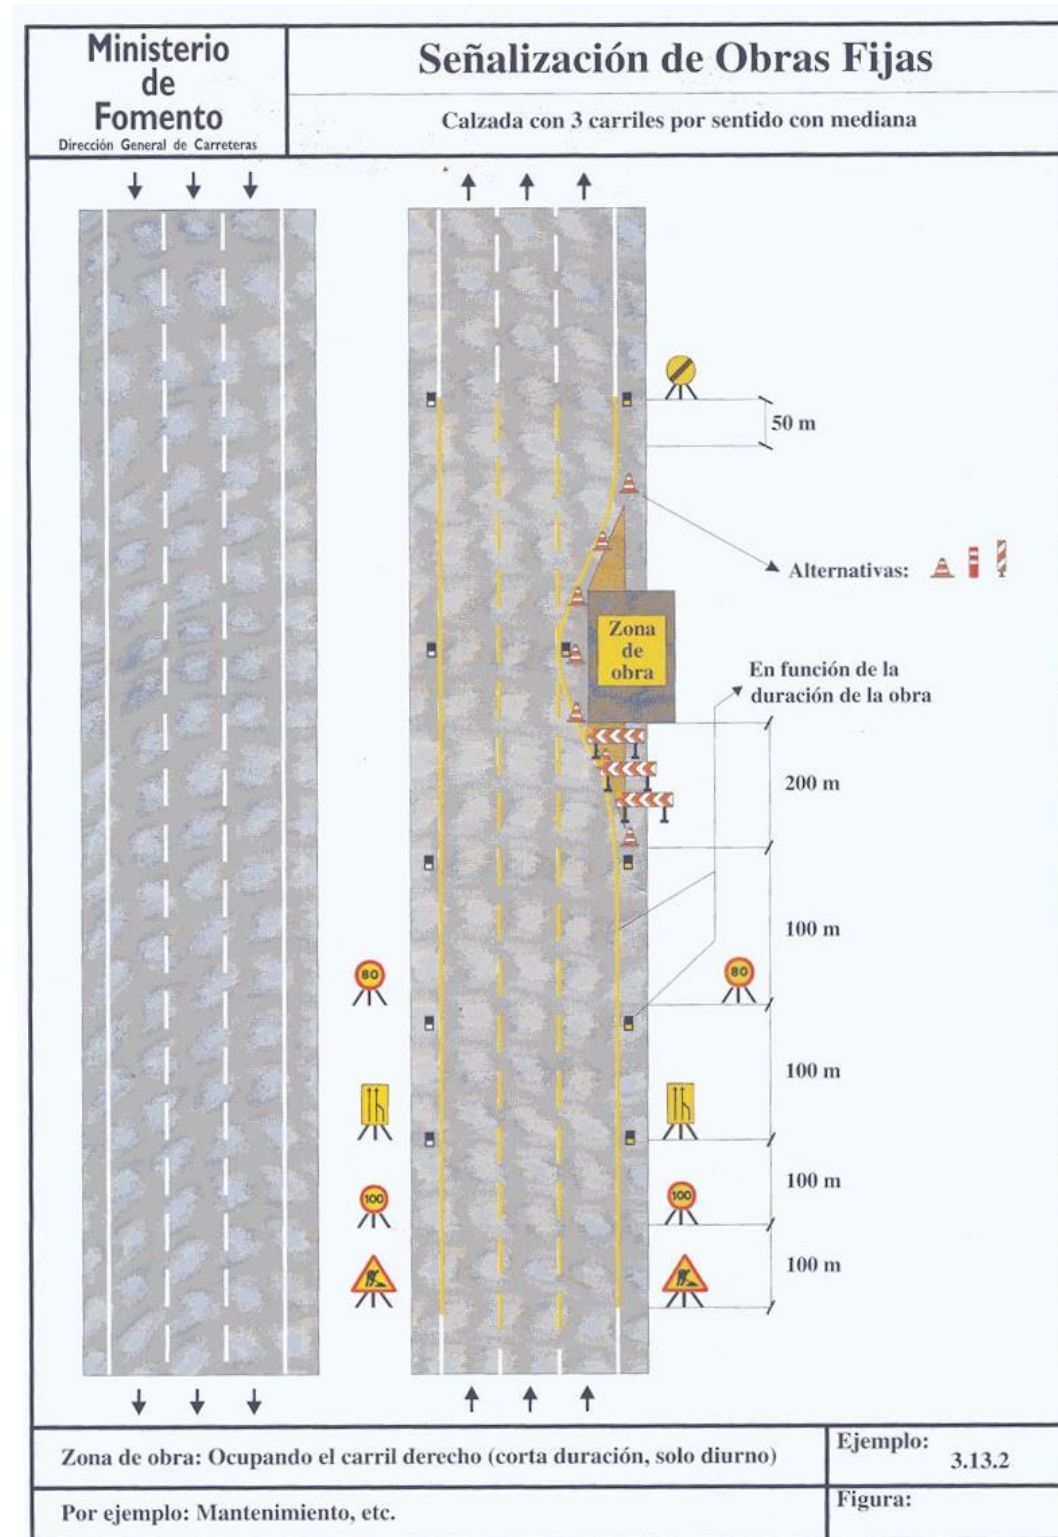 Ministerio
de
Fomento
Dirección General de Carreteras
Señalización de Obras Fijas
Calzada con 3 carriles por sentido con mediana
50 m
Alternativas:
Zona
de
obra
En función de la
duración de la obra
200 m
100 m
80
80
100 m
100 m
100
100
100 m
Zona de obra: Ocupando el carril derecho (corta duración, solo diurno)
Ejemplo:
3.13.2
Por ejemplo: Mantenimiento, etc.
Figura: